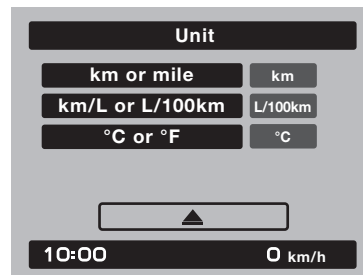 Unit
km or mile km
km/L or L/100km L/100km
°C or °F °C
10:00 0 km/h